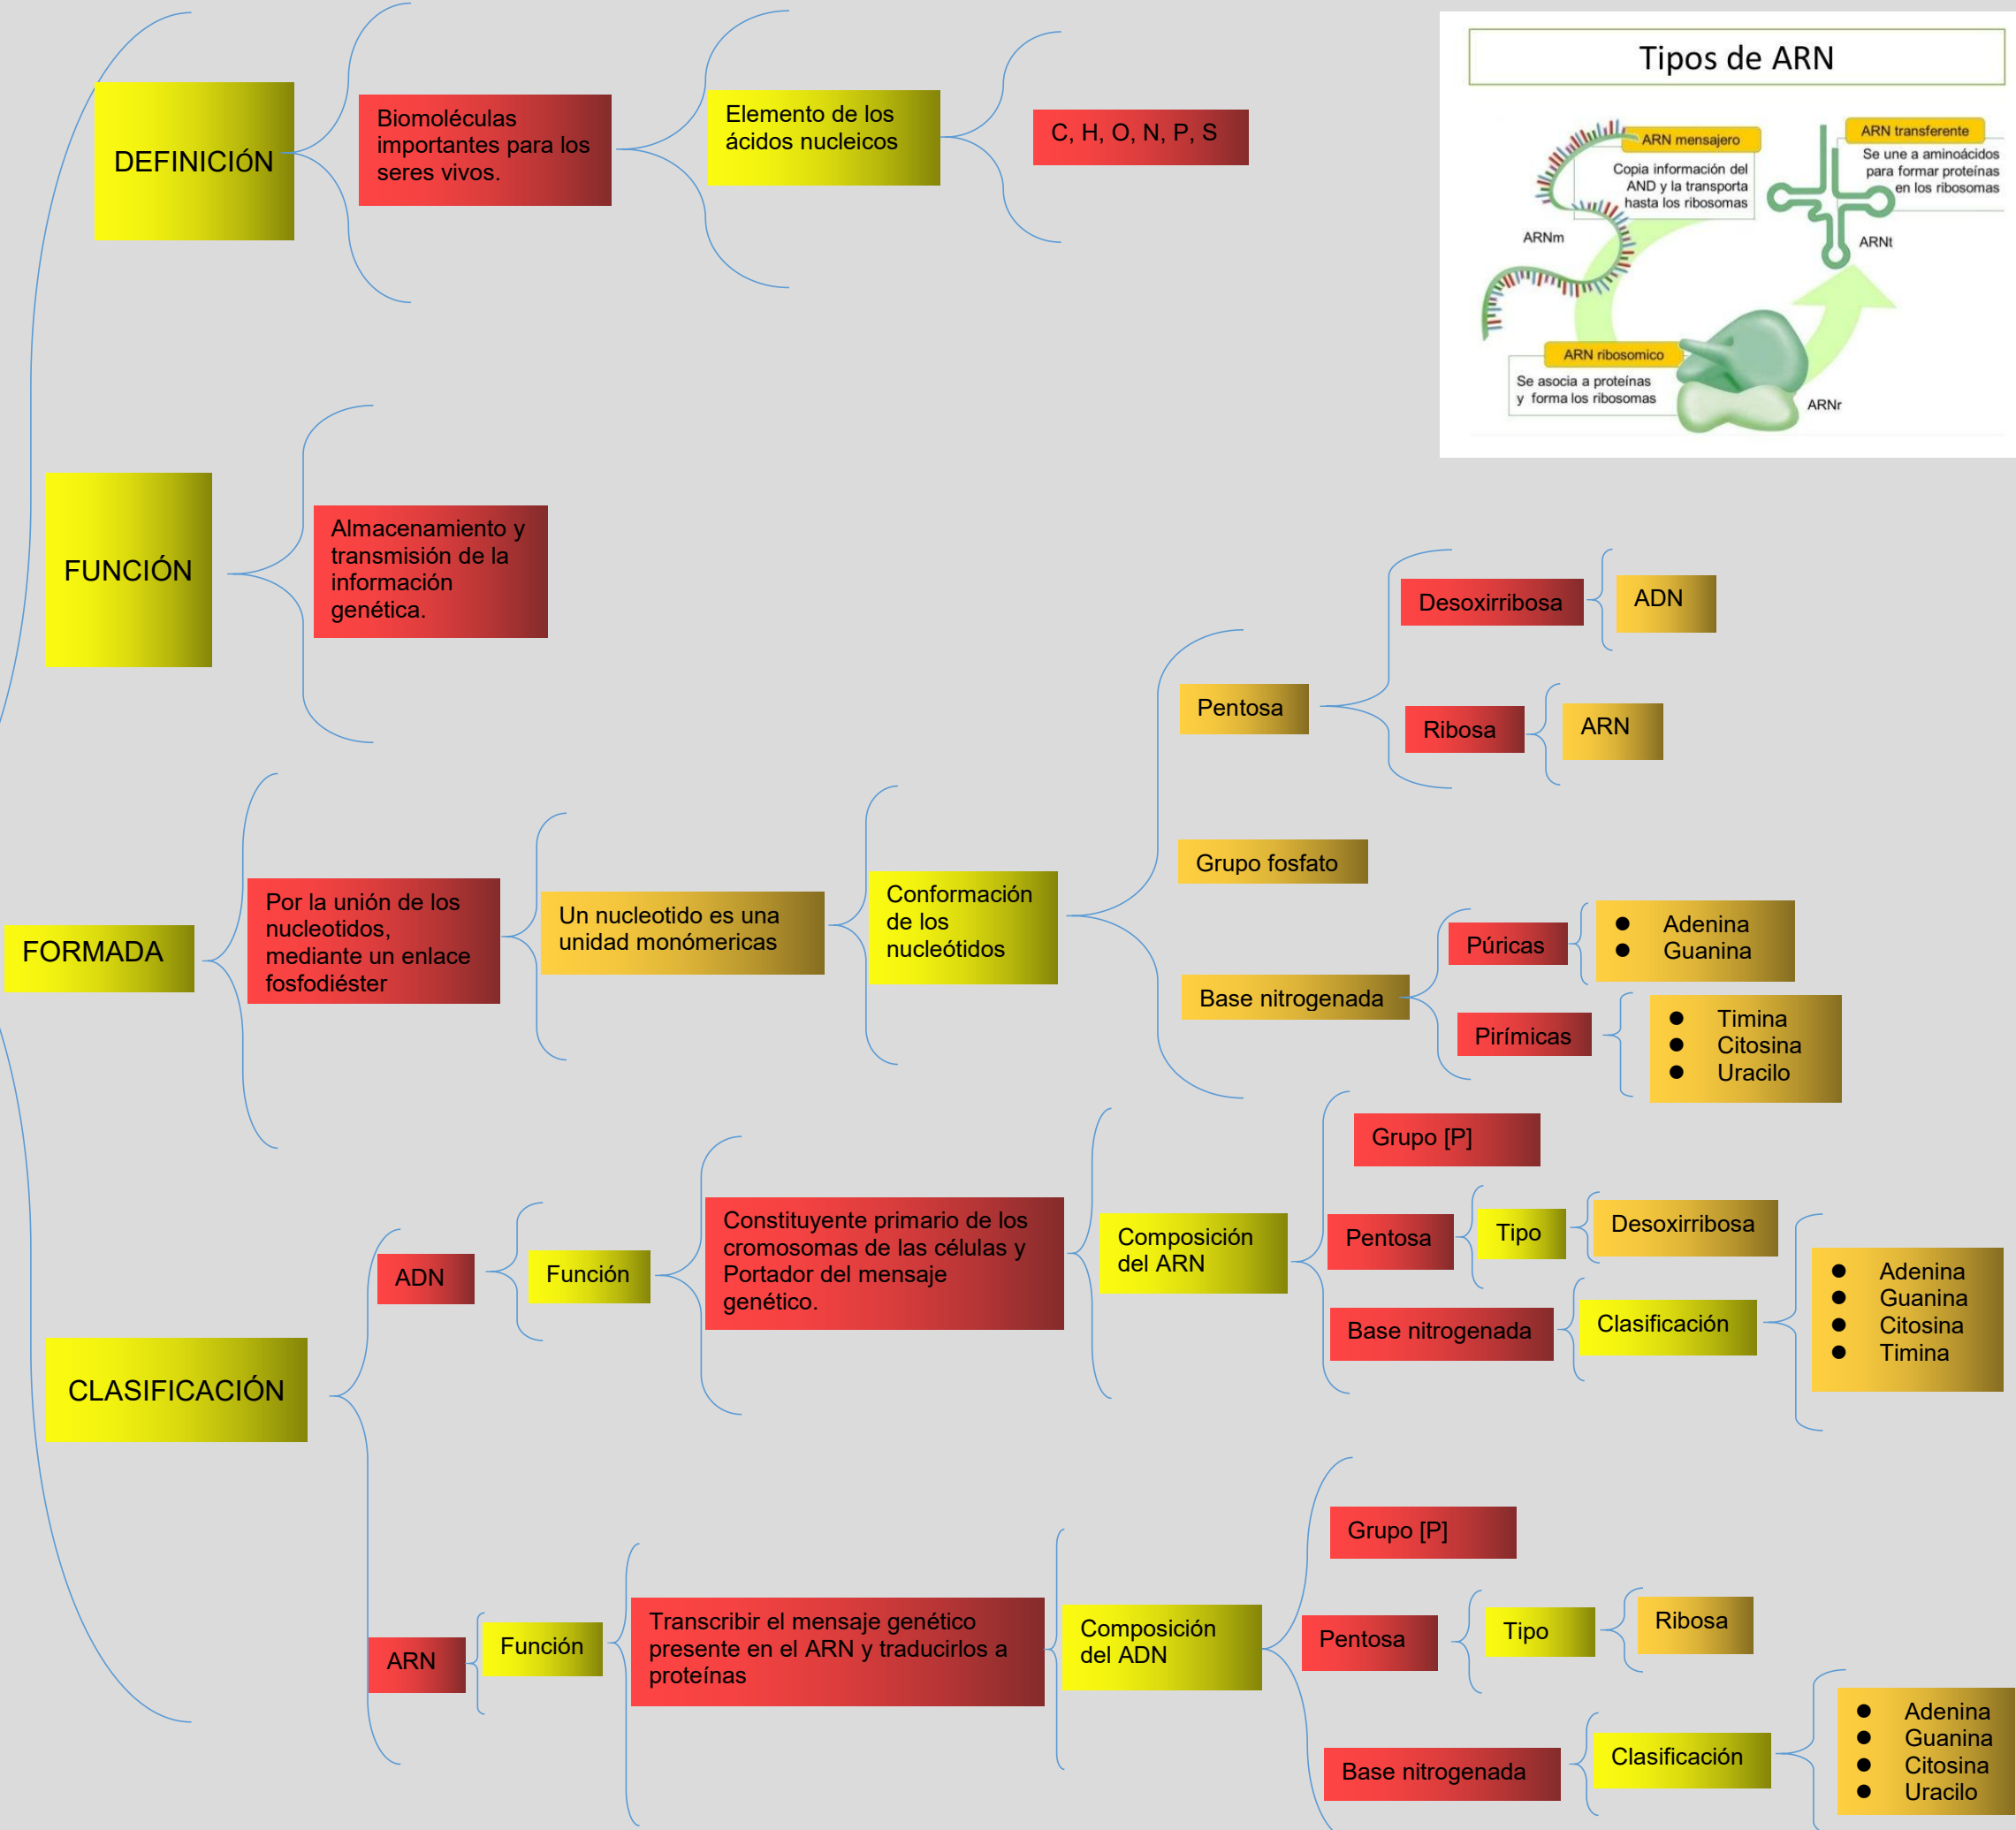 DEFINICIÓN
Biomoléculas
importantes para los
seres vivos.
Elemento de los
ácidos nucleicos
C, H, O, N, P, S
Tipos de ARN
ARN mensajero
Copia información del
AND y la transporta
hasta los ribosomas
ARNm
ARN transferente
Se une a aminoácidos
para formar proteínas
en los ribosomas
ARNt
ARN ribosomico
Se asocia a proteínas
y forma los ribosomas
ARNr
FUNCIÓN
Almacenamiento y
transmisión de la
información
genética.
FORMADA
Por la unión de los
nucleotidos,
mediante un enlace
fosfodiéster
Un nucleotido es una
unidad monómericas
Conformación
de los
nucleótidos
Pentosa
Desoxirribosa
ADN
Ribosa
ARN
Grupo fosfato
Base nitrogenada
Púricas
● Adenina
● Guanina
Pirímicas
● Timina
● Citosina
● Uracilo
CLASIFICACIÓN
ADN
Función
Constituyente primario de los
cromosomas de las células y
Portador del mensaje
genético.
Composición
del ARN
Grupo [P]
Pentosa
Tipo
Desoxirribosa
Base nitrogenada
Clasificación
● Adenina
● Guanina
● Citosina
● Timina
ARN
Función
Transcribir el mensaje genético
presente en el ARN y traducirlos a
proteínas
Composición
del ADN
Grupo [P]
Pentosa
Tipo
Ribosa
Base nitrogenada
Clasificación
● Adenina
● Guanina
● Citosina
● Uracilo